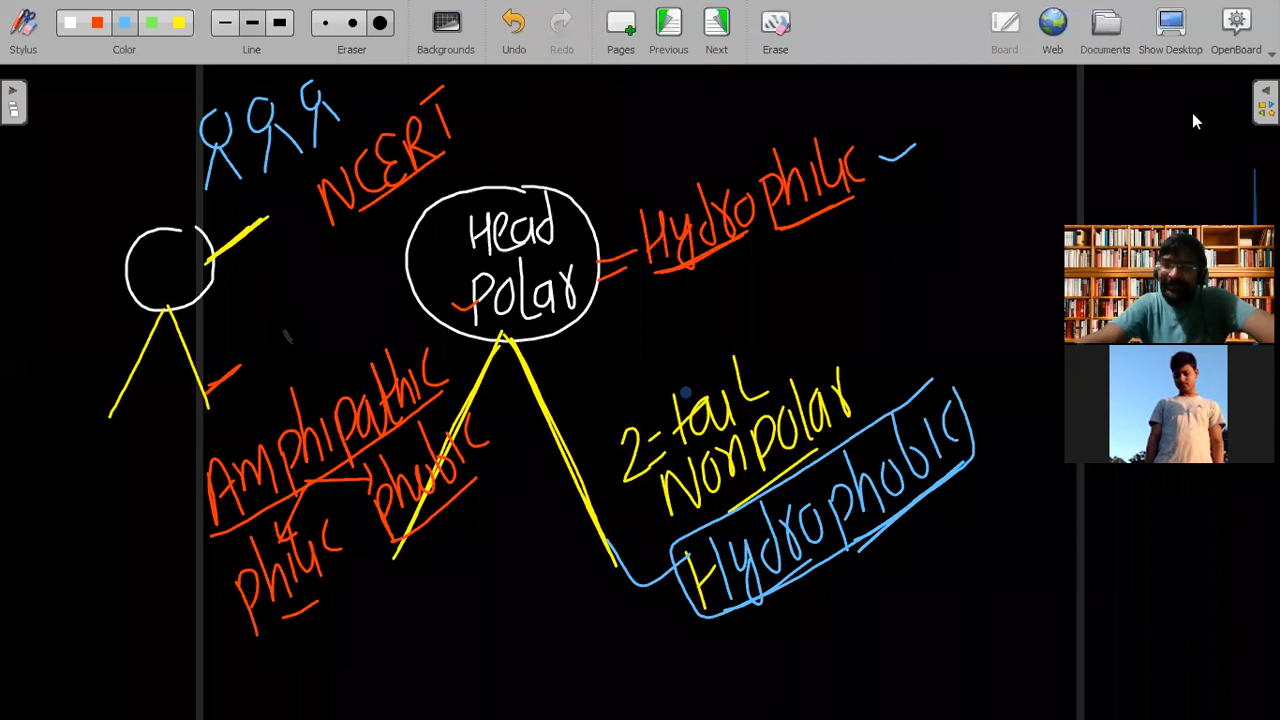 Stylus
Color
Line
Eraser
Backgrounds
Undo
Redo
Pages
Previous
Next
Erase
Board
Web
Documents
Show Desktop
OpenBoard
NCERT
Head
Polar
Hydrophilic
Amphipathic
phobic
philic
2=tail
Nonpolar
Hydrophobic